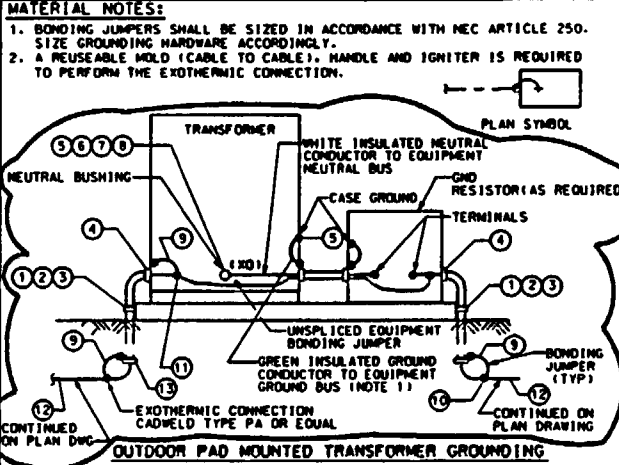 MATERIAL NOTES:
1. BONDING JUMPERS SHALL BE SIZED IN ACCORDANCE WITH NEC ARTICLE 250.
SIZE GROUNDING HARDWARE ACCORDINGLY.
2. A REUSEABLE MOLD (CABLE TO CABLE), HANDLE AND IGNITER IS REQUIRED
TO PERFORM THE EXOTHERMIC CONNECTION.
PLAN SYMBOL
TRANSFORMER
5 6 7 8
WHITE INSULATED NEUTRAL
CONDUCTOR TO EQUIPMENT
NEUTRAL BUS
NEUTRAL BUSHING
GND
RESISTOR(AS REQUIRED)
CASE GROUND
TERMINALS
4
9
5
4
(XO)
1 2 3
1 2 3
UNSPLICED EQUIPMENT
BONDING JUMPER
9
11
9
GREEN INSULATED GROUND
CONDUCTOR TO EQUIPMENT
GROUND BUS (NOTE 1)
BONDING
JUMPER
(TYP)
13
12
10
12
EXOTHERMIC CONNECTION
CADWELD TYPE PA OR EQUAL
CONTINUED
ON PLAN DWG
CONTINUED ON
PLAN DRAWING
OUTDOOR PAD MOUNTED TRANSFORMER GROUNDING